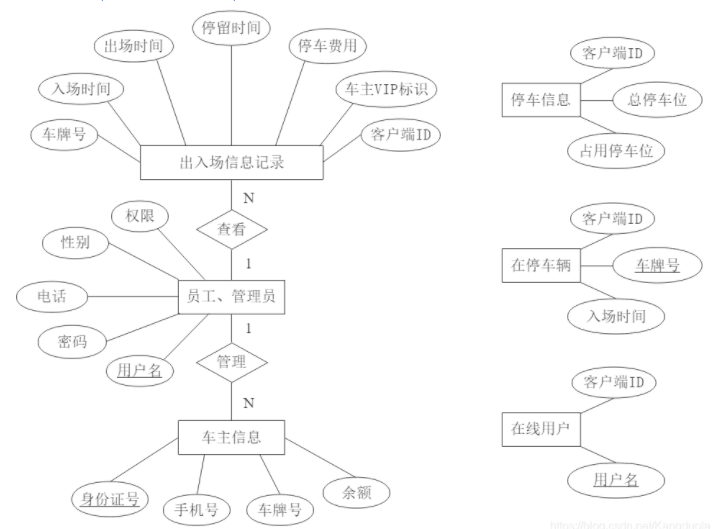 停留时间
出场时间
停车费用
入场时间
车主VIP标识
车牌号
客户端ID
出入场信息记录
N
查看
1
权限
性别
电话
密码
用户名
员工、管理员
1
管理
N
车主信息
身份证号
手机号
车牌号
余额
客户端ID
停车信息
总停车位
占用停车位
客户端ID
在停车辆
车牌号
入场时间
客户端ID
在线用户
用户名